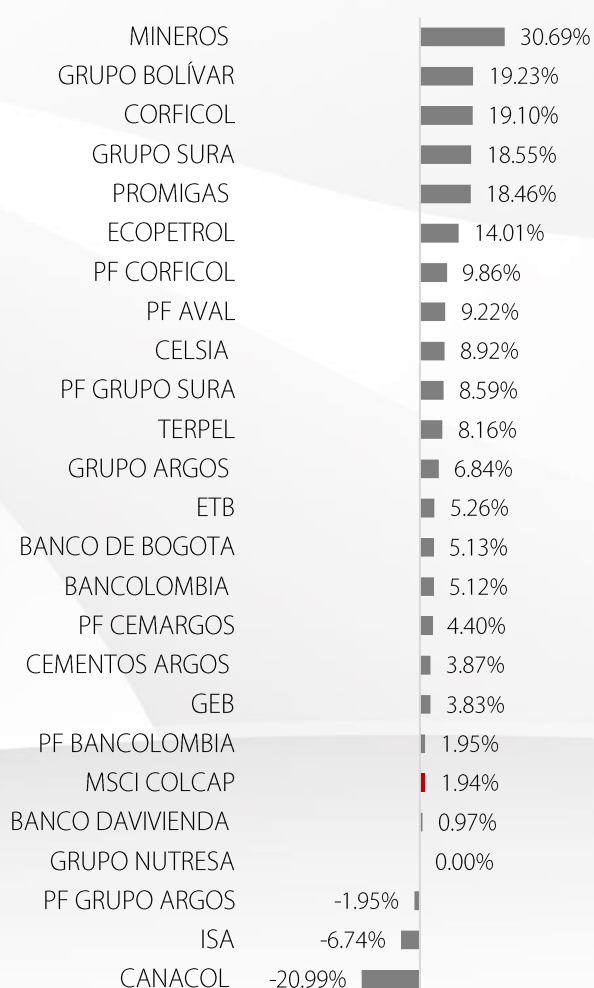 MINEROS 30.69%
GRUPO BOLÍVAR 19.23%
CORFICOL 19.10%
GRUPO SURA 18.55%
PROMIGAS 18.46%
ECOPETROL 14.01%
PF CORFICOL 9.86%
PF AVAL 9.22%
CELSIA 8.92%
PF GRUPO SURA 8.59%
TERPEL 8.16%
GRUPO ARGOS 6.84%
ETB 5.26%
BANCO DE BOGOTA 5.13%
BANCOLOMBIA 5.12%
PF CEMARGOS 4.40%
CEMENTOS ARGOS 3.87%
GEB 3.83%
PF BANCOLOMBIA 1.95%
MSCI COLCAP 1.94%
BANCO DAVIVIENDA 0.97%
GRUPO NUTRESA 0.00%
PF GRUPO ARGOS -1.95%
ISA -6.74%
CANACOL -20.99%